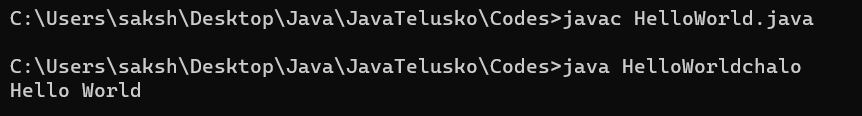 C:\Users\saksh\Desktop\Java\JavaTelusko\Codes>javac HelloWorld.java
C:\Users\saksh\Desktop\Java\JavaTelusko\Codes>java HelloWorldchalo
Hello World